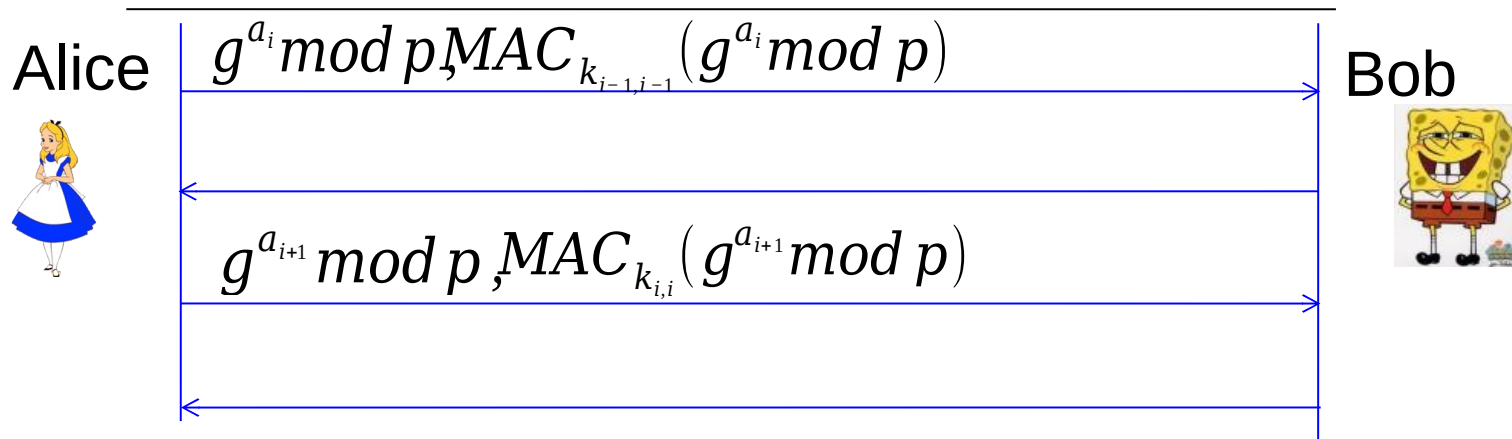 Alice
g^{a_i} mod p, MAC_{k_{i-1,i-1}}(g^{a_i} mod p)
Bob
g^{a_{i+1}} mod p, MAC_{k_{i,i}}(g^{a_{i+1}} mod p)